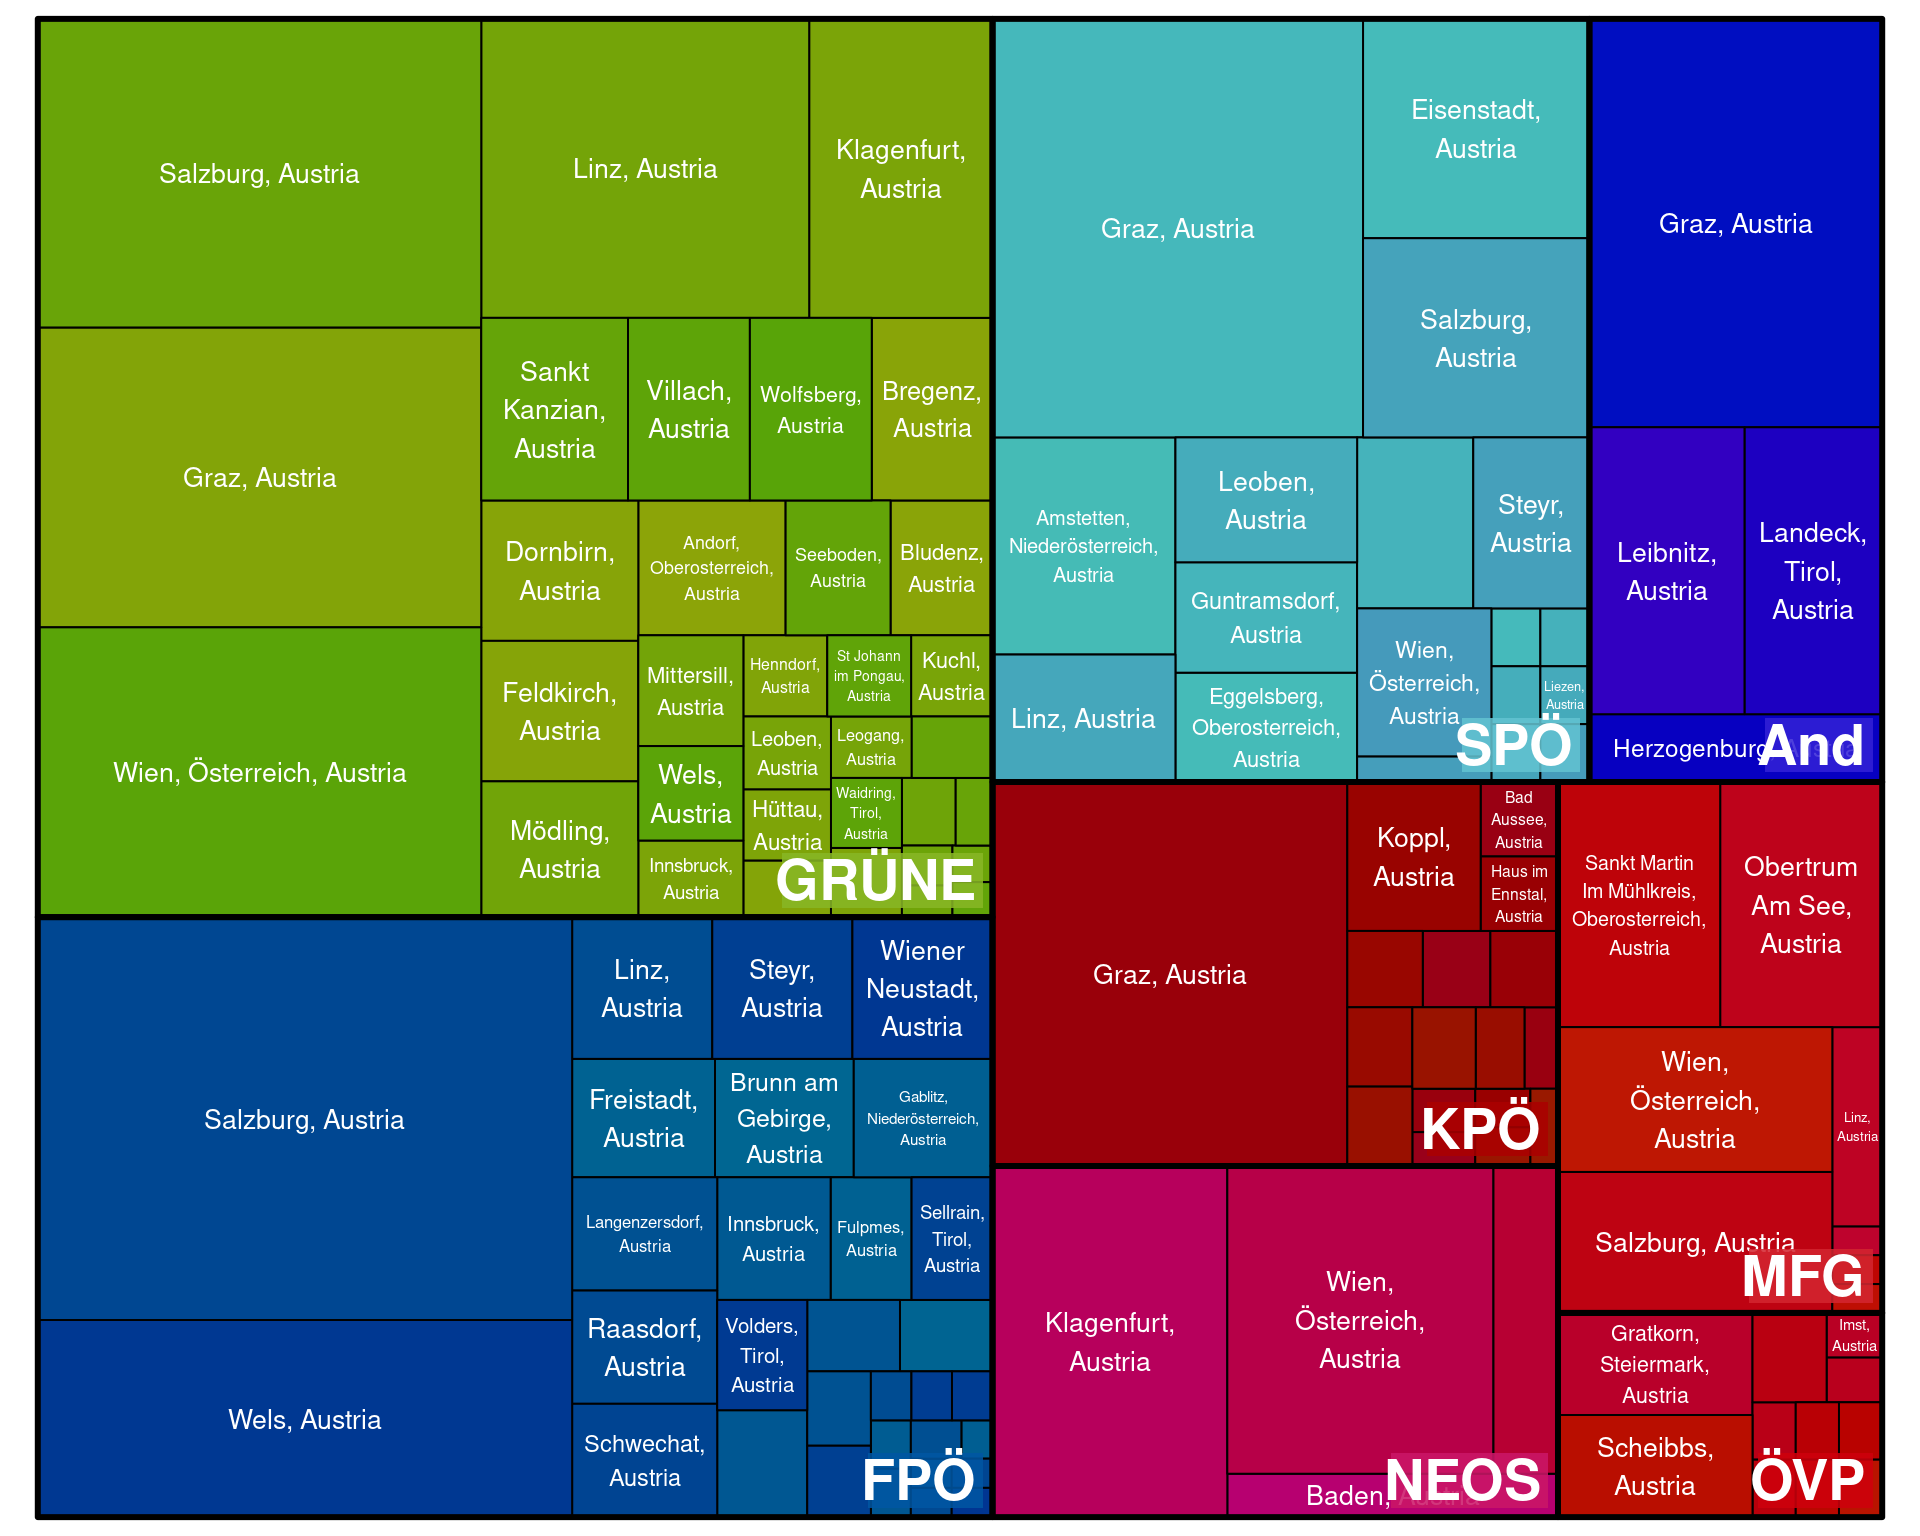 Salzburg, Austria
Linz, Austria
Klagenfurt,
Austria
Graz, Austria
Wien, Österreich, Austria
Sankt
Kanzian,
Austria
Villach,
Austria
Wolfsberg,
Austria
Bregenz,
Austria
Dornbirn,
Austria
Andorf,
Oberosterreich,
Austria
Seeboden,
Austria
Bludenz,
Austria
Feldkirch,
Austria
Mittersill,
Austria
Henndorf,
Austria
St Johann
im Pongau,
Austria
Kuchl,
Austria
Leoben,
Austria
Leogang,
Austria
Wels,
Austria
Hüttau,
Austria
Waidring,
Tirol,
Austria
Mödling,
Austria
Innsbruck,
Austria
GRÜNE
Salzburg, Austria
Wels, Austria
Linz,
Austria
Steyr,
Austria
Wiener
Neustadt,
Austria
Freistadt,
Austria
Brunn am
Gebirge,
Austria
Gablitz,
Niederösterreich,
Austria
Langenzersdorf,
Austria
Innsbruck,
Austria
Fulpmes,
Austria
Sellrain,
Tirol,
Austria
Raasdorf,
Austria
Volders,
Tirol,
Austria
Schwechat,
Austria
FPÖ
Graz, Austria
Eisenstadt,
Austria
Salzburg,
Austria
Amstetten,
Niederösterreich,
Austria
Leoben,
Austria
Steyr,
Austria
Guntramsdorf,
Austria
Linz, Austria
Eggelsberg,
Oberosterreich,
Austria
Wien,
Österreich,
Austria
Liezen,
Austria
SPÖ
Graz, Austria
Leibnitz,
Austria
Landeck,
Tirol,
Austria
Herzogenburg
And
Graz, Austria
Koppl,
Austria
Bad
Aussee,
Austria
Haus im
Ennstal,
Austria
KPÖ
Sankt Martin
Im Mühlkreis,
Oberosterreich,
Austria
Obertrum
Am See,
Austria
Wien,
Österreich,
Austria
Linz,
Austria
Salzburg, Austria
MFG
Klagenfurt,
Austria
Wien,
Österreich,
Austria
Baden, Austria
NEOS
Gratkorn,
Steiermark,
Austria
Imst,
Austria
Scheibbs,
Austria
ÖVP